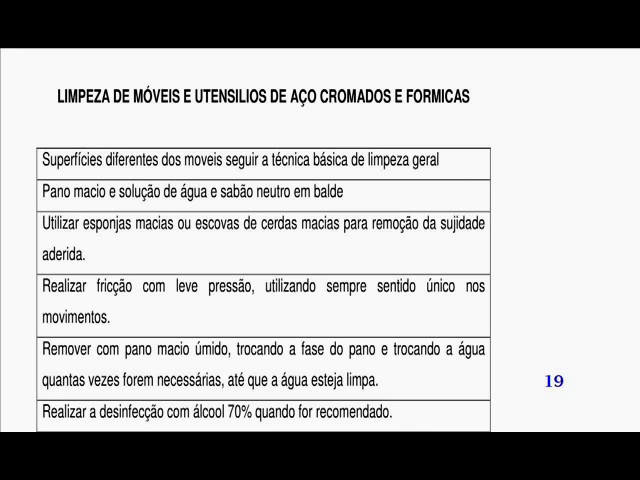 LIMPEZA DE MÓVEIS E UTENSILIOS DE AÇO CROMADOS E FORMICAS
Superfícies diferentes dos moveis seguir a técnica básica de limpeza geral
Pano macio e solução de água e sabão neutro em balde
Utilizar esponjas macias ou escovas de cerdas macias para remoção da sujidade
aderida.
Realizar fricção com leve pressão, utilizando sempre sentido único nos
movimentos.
Remover com pano macio úmido, trocando a fase do pano e trocando a água
quantas vezes forem necessárias, até que a água esteja limpa.
19
Realizar a desinfecção com álcool 70% quando for recomendado.